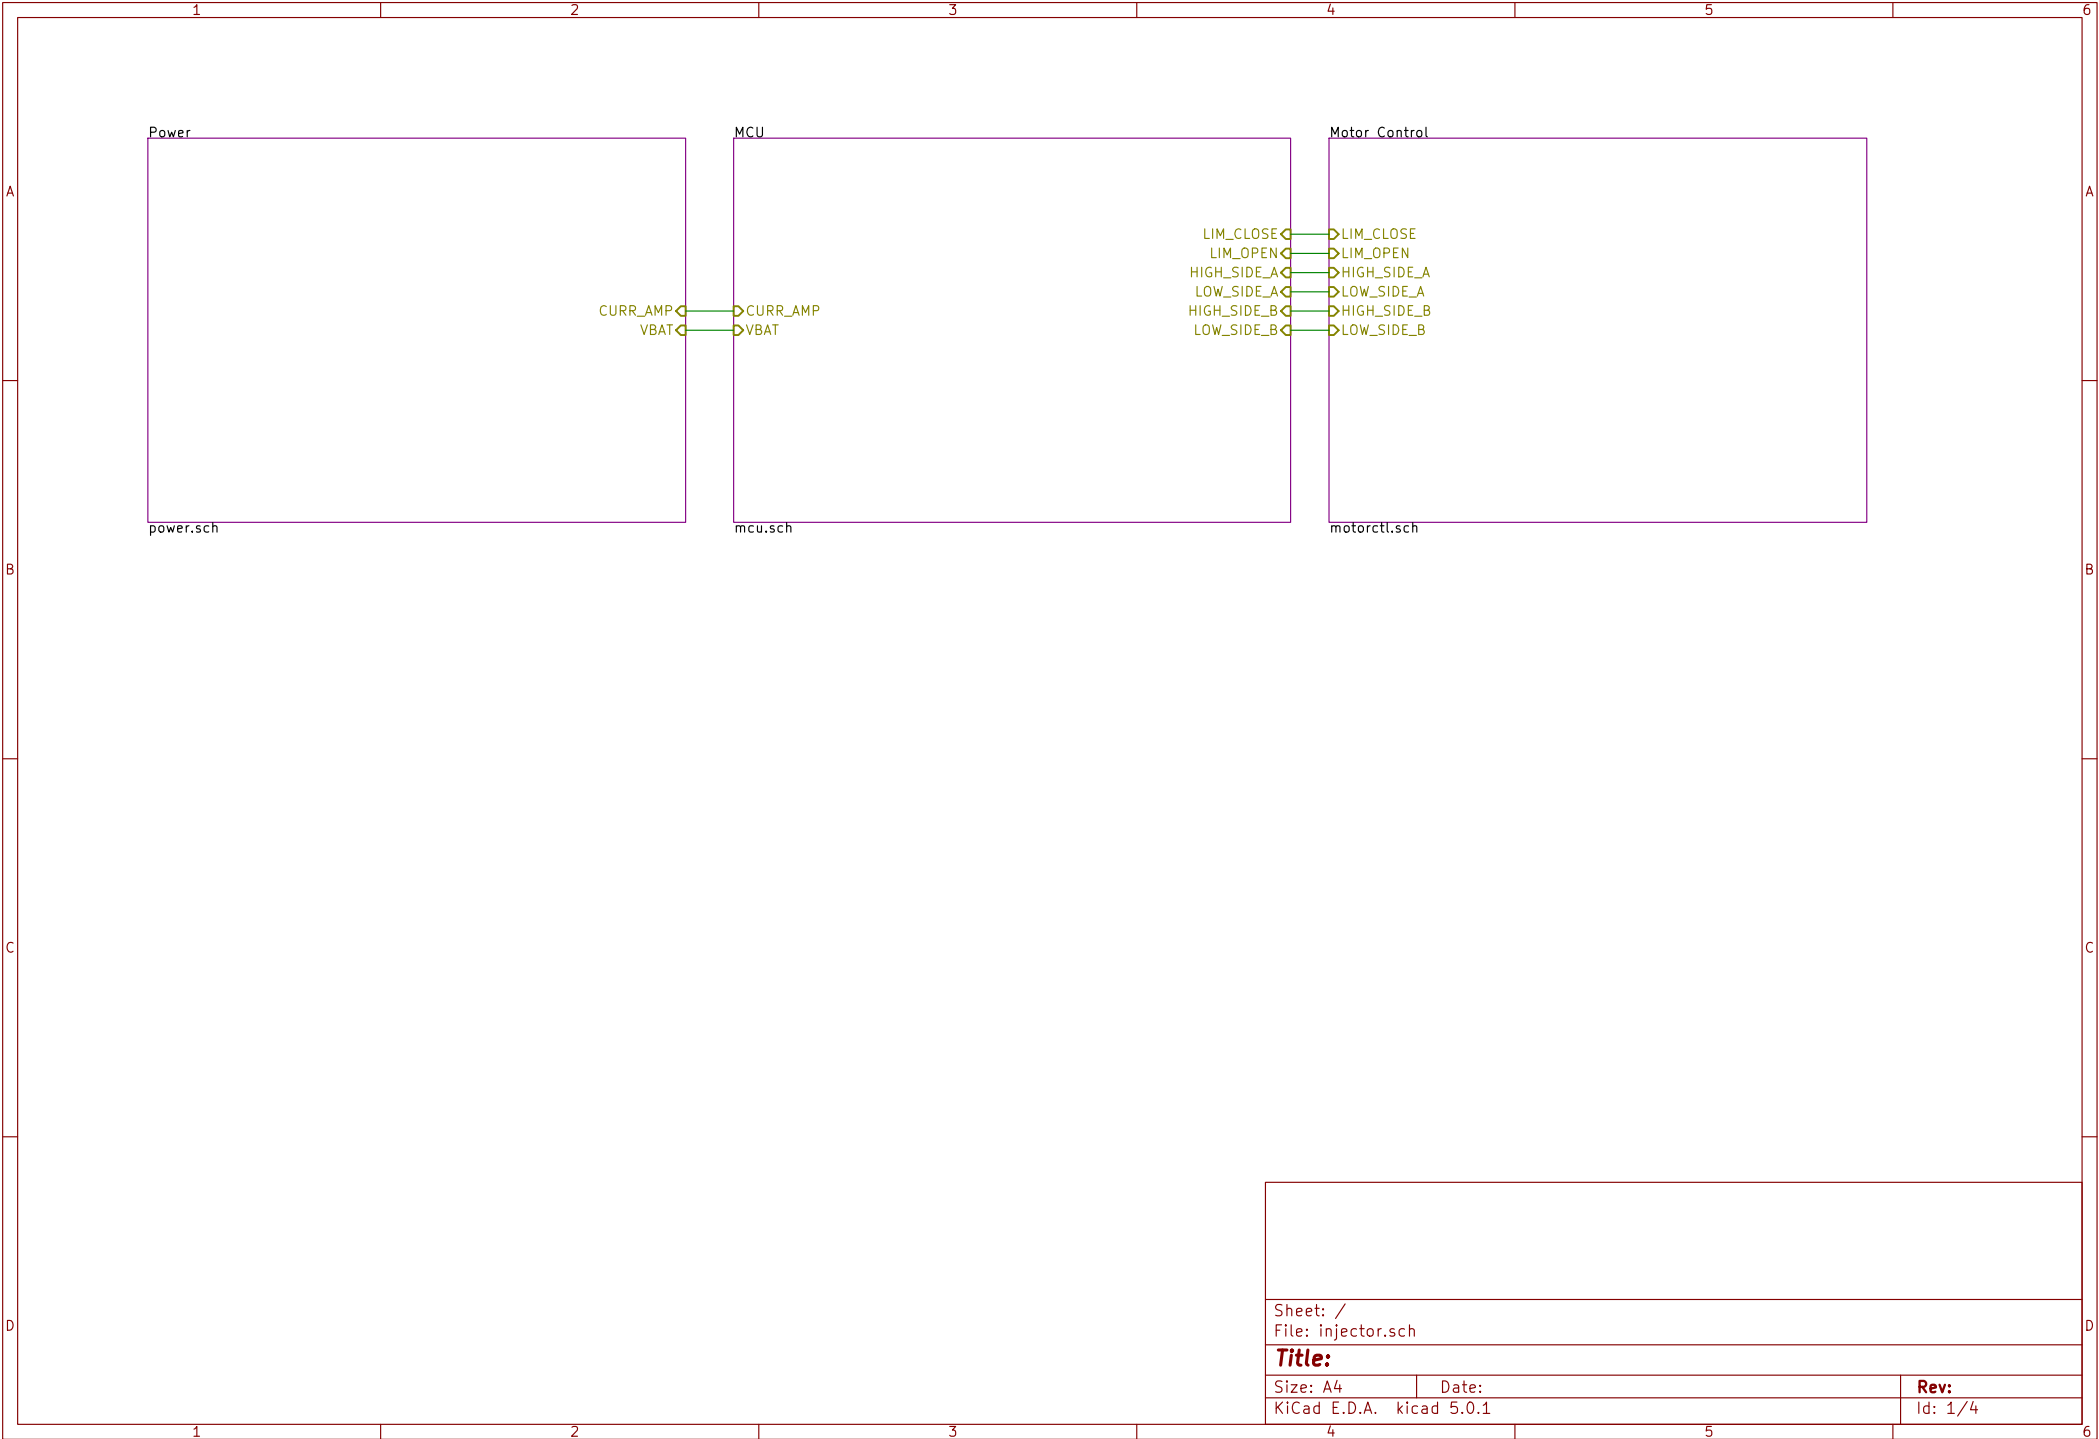 1 2 3 4 5 6
Power
MCU
Motor Control
A A
LIM_CLOSE LIM_CLOSE
LIM_OPEN LIM_OPEN
HIGH_SIDE_A HIGH_SIDE_A
LOW_SIDE_A LOW_SIDE_A
CURR_AMP CURR_AMP HIGH_SIDE_B HIGH_SIDE_B
VBAT VBAT LOW_SIDE_B LOW_SIDE_B
power.sch
mcu.sch
motorctl.sch
B B
C C
D D
Sheet: /
File: injector.sch
Title:
Size: A4 Date: Rev:
KiCad E.D.A. kicad 5.0.1 Id: 1/4
1 2 3 4 5 6